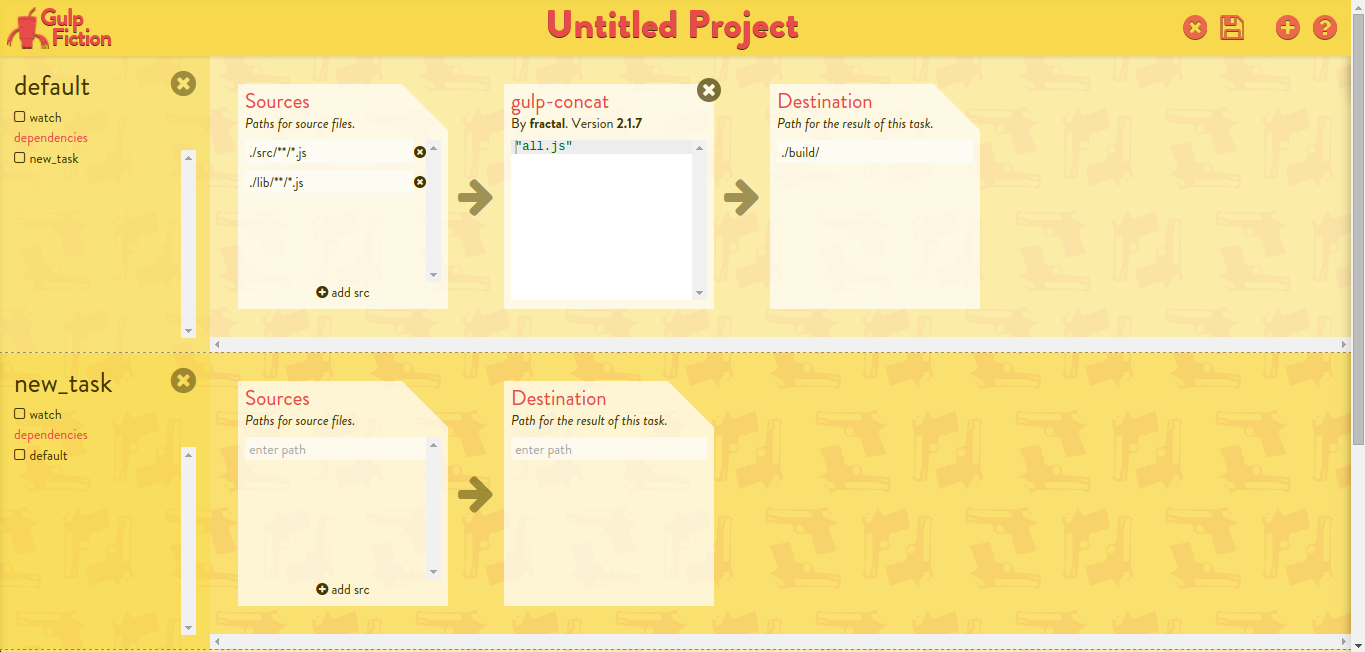 Gulp
Fiction
Untitled Project
?
default
watch
dependencies
new_task
Sources
Paths for source files.
./src/**/*.js
./lib/**/*.js
add src
gulp-concat
By fractal. Version 2.1.7
"all.js"
Destination
Path for the result of this task.
./build/
new_task
watch
dependencies
default
Sources
Paths for source files.
enter path
add src
Destination
Path for the result of this task.
enter path